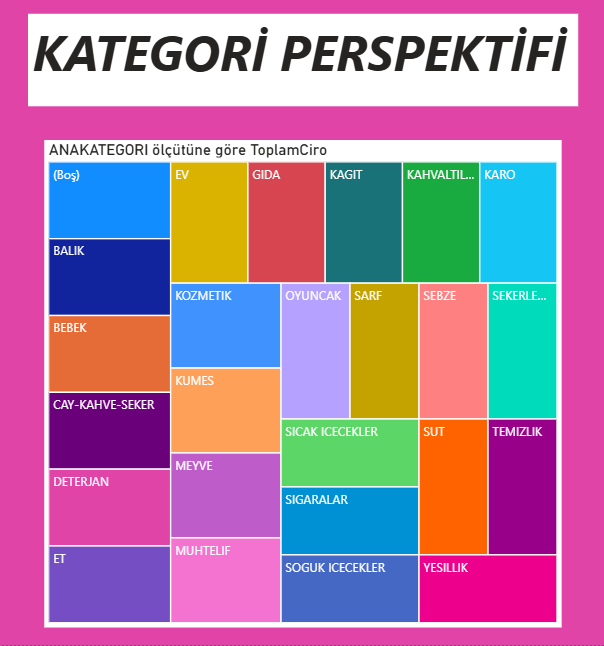 KATEGORİ PERSPEKTİFİ
ANAKATEGORI ölçütüne göre ToplamCiro
(Boş)
EV
GIDA
KAGIT
KAHVALTIL...
KARO
BALIK
KOZMETIK
OYUNCAK
SARF
SEBZE
SEKERLE...
BEBEK
KUMES
CAY-KAHVE-SEKER
SICAK ICECEKLER
SUT
TEMIZLIK
MEYVE
DETERJAN
SIGARALAR
MUHTELIF
ET
SOGUK ICECEKLER
YESILLIK